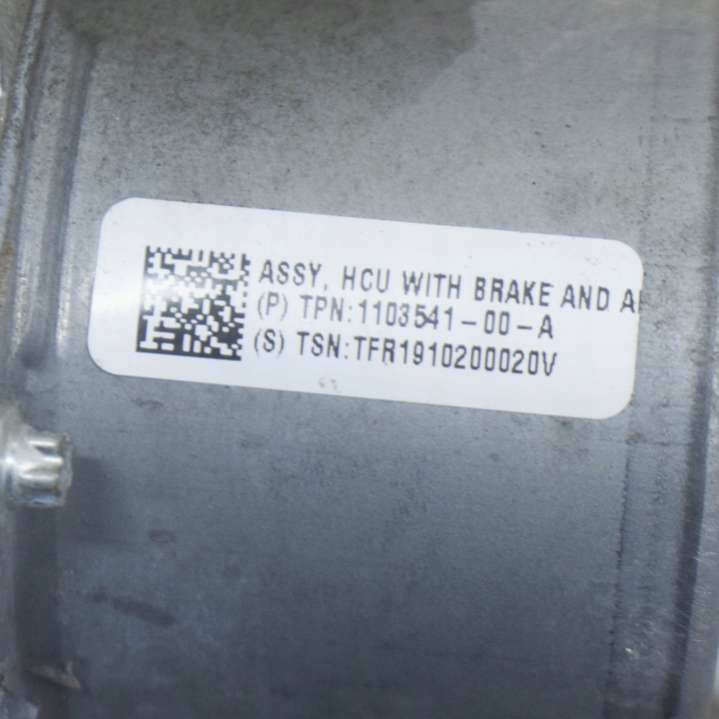 ASSY, HCU WITH BRAKE AND
(P) TPN:1103541-00-A
(S) TSN:TFR1910200020V